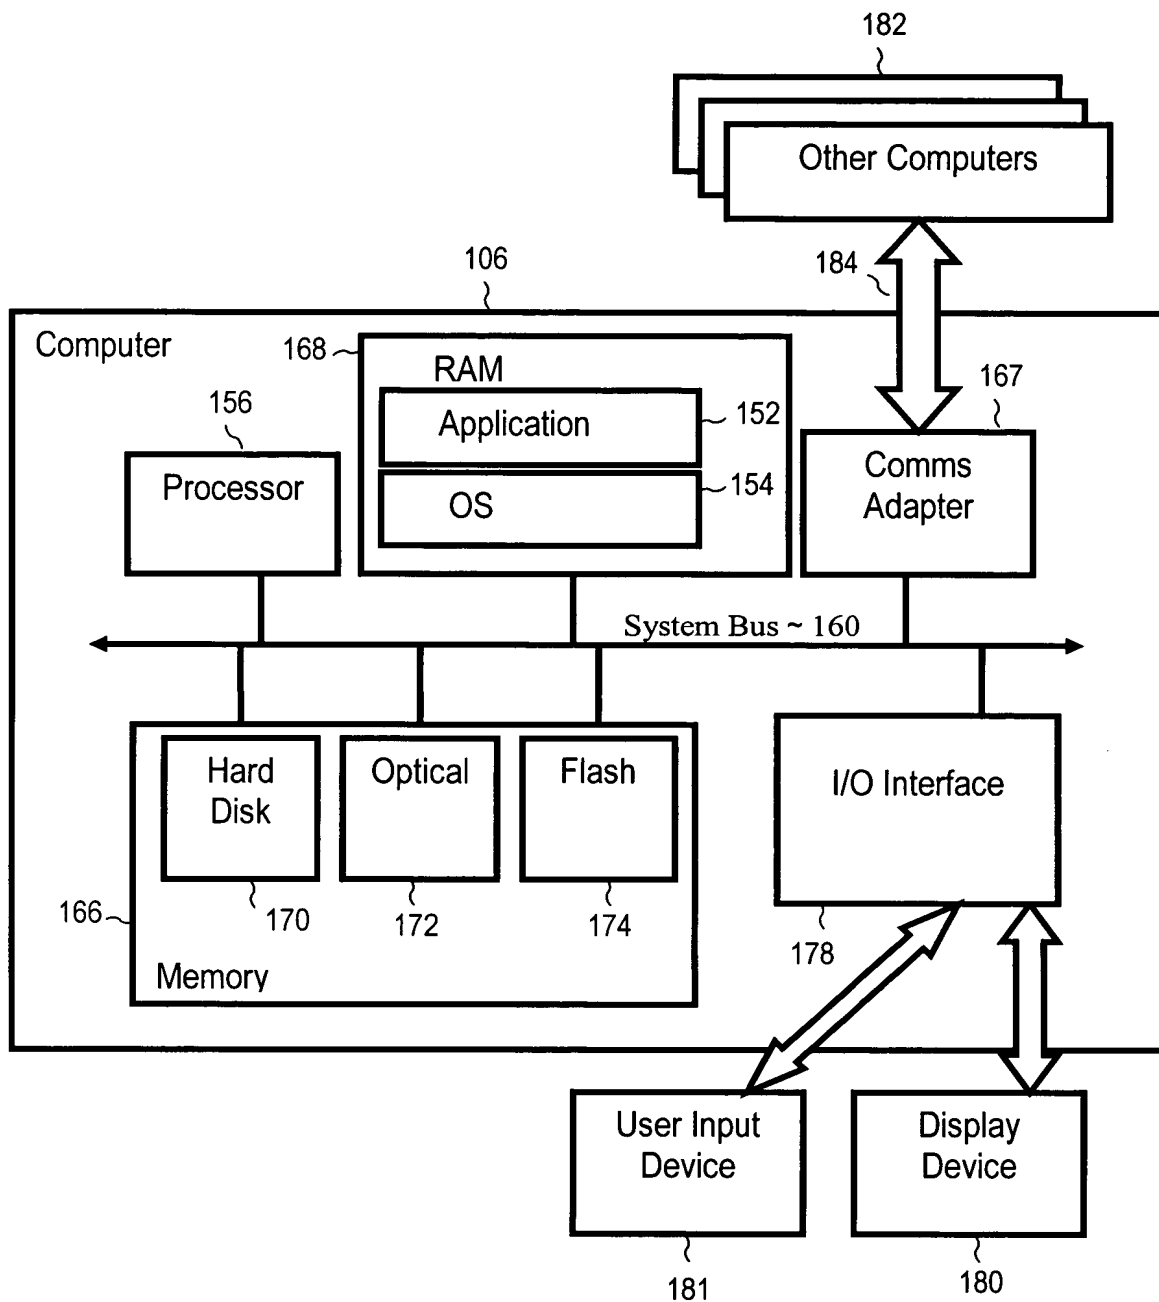 182
Other Computers
184
106
Computer
168
RAM
Application
152
OS
154
156
Processor
167
Comms
Adapter
System Bus ~ 160
Hard
Disk
170
Optical
172
Flash
174
166
Memory
I/O Interface
178
User Input
Device
181
Display
Device
180